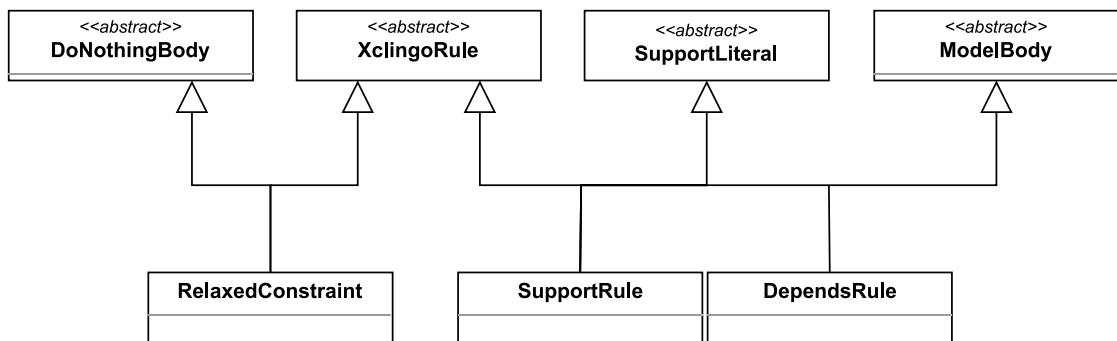 <<abstract>>
DoNothingBody
<<abstract>>
XclingoRule
<<abstract>>
SupportLiteral
<<abstract>>
ModelBody
RelaxedConstraint
SupportRule
DependsRule